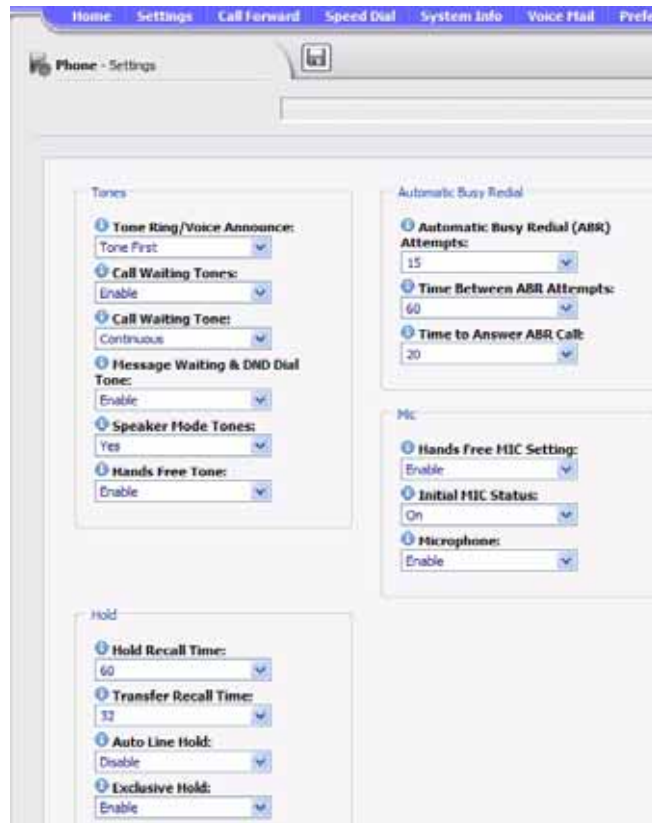 Home Settings Call Forward Speed Dial System Info Voice Mail Prefe
Phone - Settings
Tones
Tone Ring/Voice Announce:
Tone First
Call Waiting Tones:
Enable
Call Waiting Tone:
Continuous
Message Waiting & DND Dial
Tone:
Enable
Speaker Mode Tones:
Yes
Hands Free Tone:
Enable
Automatic Busy Redial
Automatic Busy Redial (ABR)
Attempts:
15
Time Between ABR Attempts:
60
Time to Answer ABR Call:
20
Mic
Hands Free MIC Setting:
Enable
Initial MIC Status:
On
Microphone:
Enable
Hold
Hold Recall Time:
60
Transfer Recall Time:
32
Auto Line Hold:
Disable
Exclusive Hold:
Enable